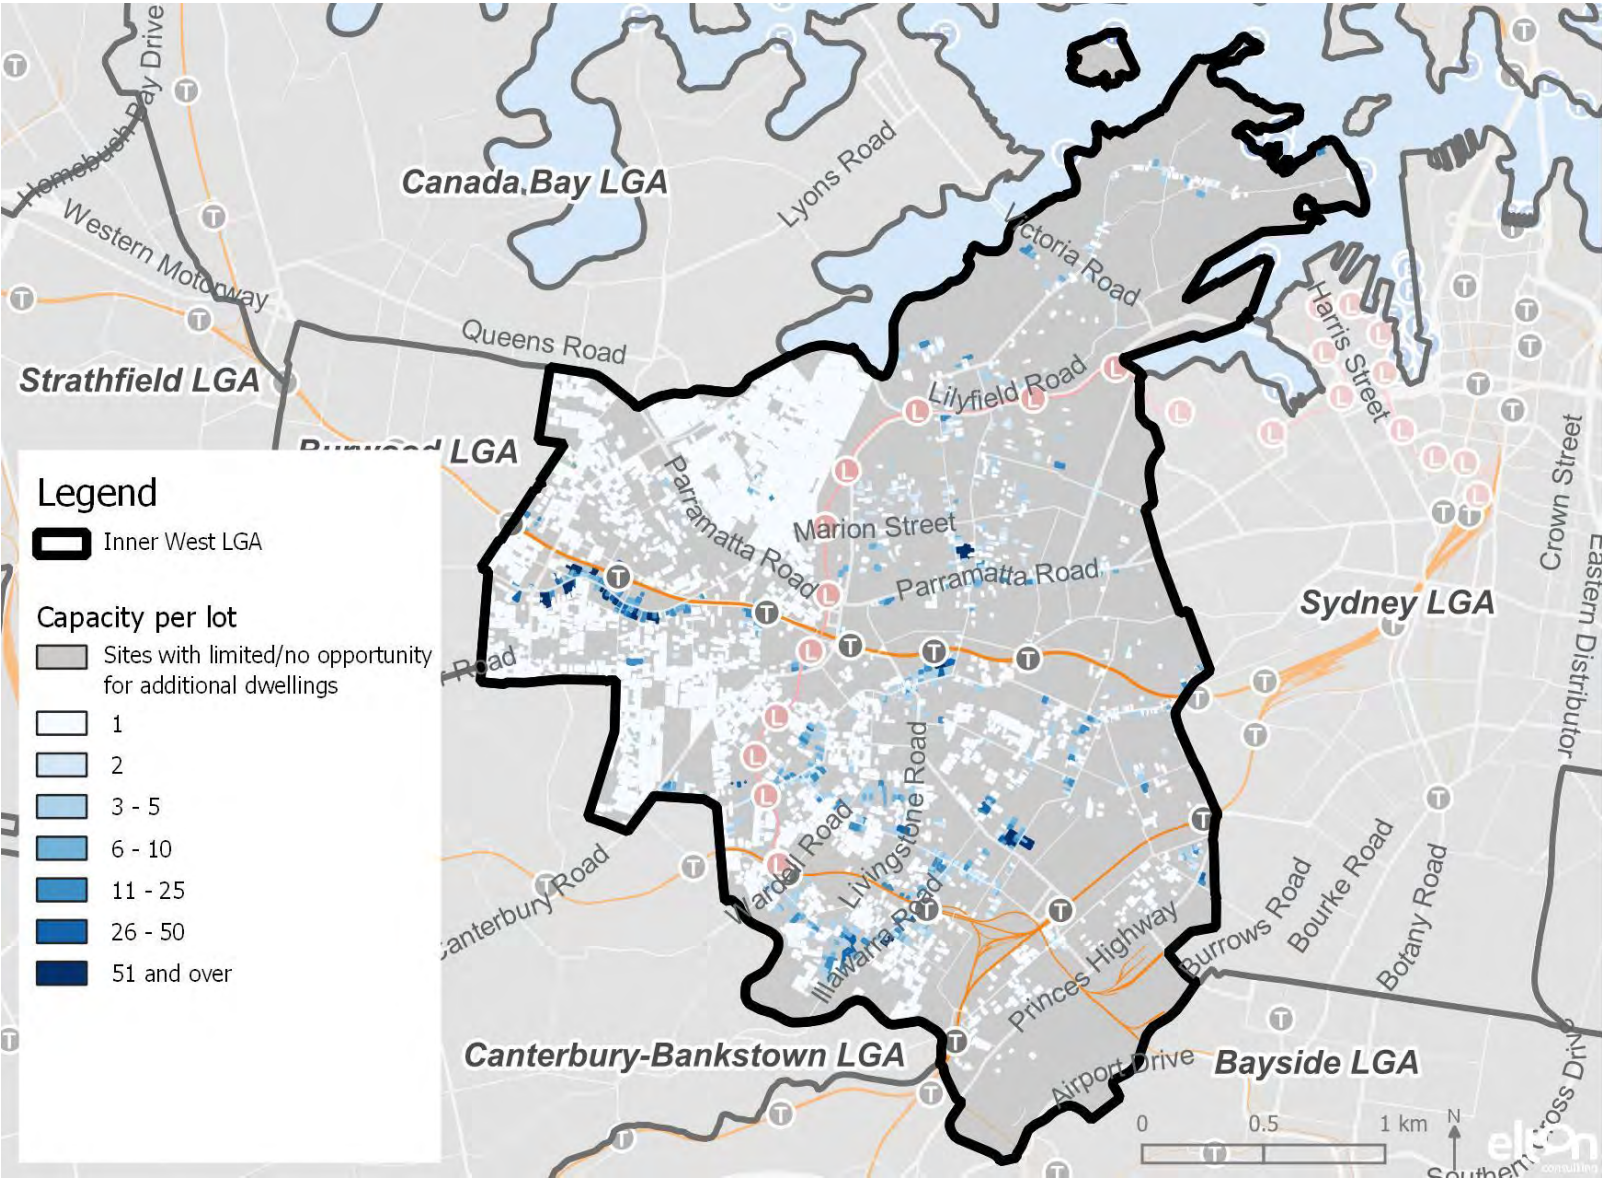 Homebush Bay Drive
Western Motorway
Canada Bay LGA
Lyons Road
Victoria Road
Queens Road
Strathfield LGA
Burwood LGA
Harris Street
Lilyfield Road
Parramatta Road
Marion Street
Parramatta Road
Crown Street
Eastern Distributor
Sydney LGA
Legend
Inner West LGA
Capacity per lot
Sites with limited/no opportunity
for additional dwellings
1
2
3 - 5
6 - 10
11 - 25
26 - 50
51 and over
Road
Canterbury Road
Wardell Road
Livingstone Road
Illawarra Road
Princes Highway
Burrows Road
Bourke Road
Botany Road
Canterbury-Bankstown LGA
Airport Drive
Bayside LGA
Southern Cross Drive
0 0.5 1 km
N
elton
consulting
T
L